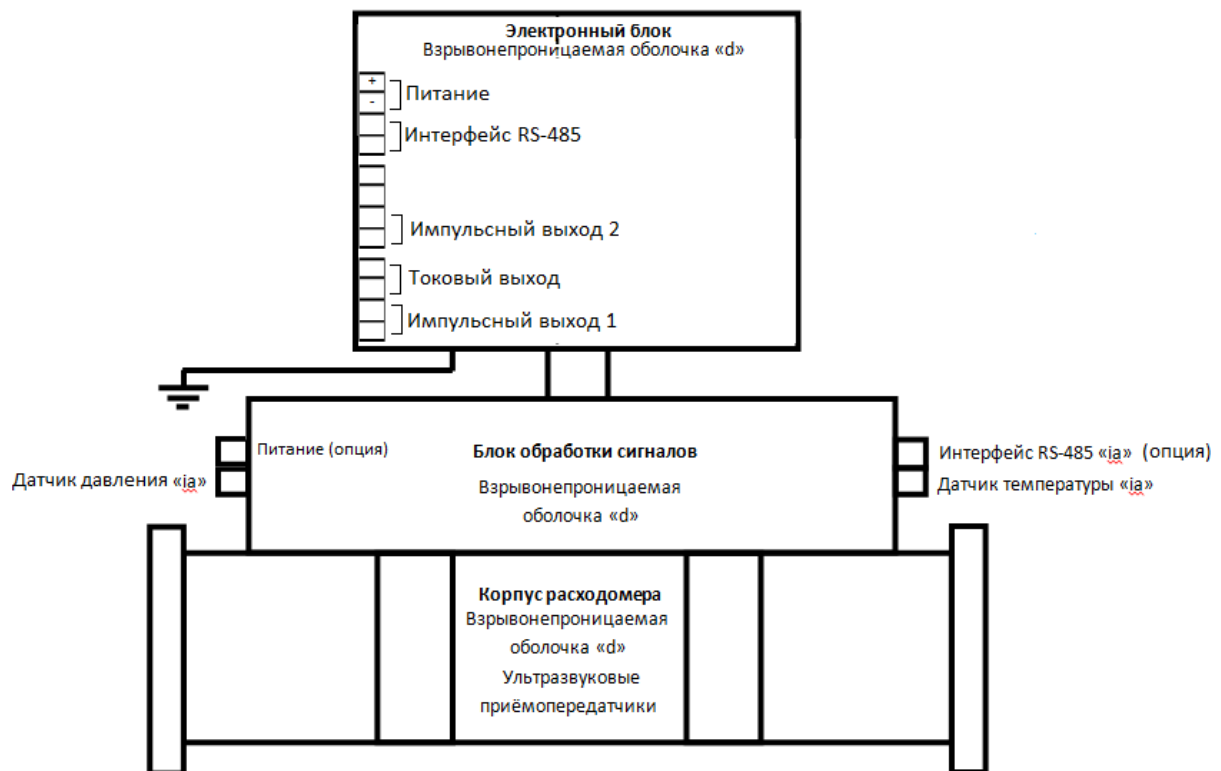 Электронный блок
Взрывонепроницаемая оболочка «d»
+
-
Питание
Интерфейс RS-485
Импульсный выход 2
Токовый выход
Импульсный выход 1
Питание (опция)
Датчик давления «ia»
Блок обработки сигналов
Взрывонепроницаемая
оболочка «d»
Интерфейс RS-485 «ia» (опция)
Датчик температуры «ia»
Корпус расходомера
Взрывонепроницаемая
оболочка «d»
Ультразвуковые
приёмопередатчики